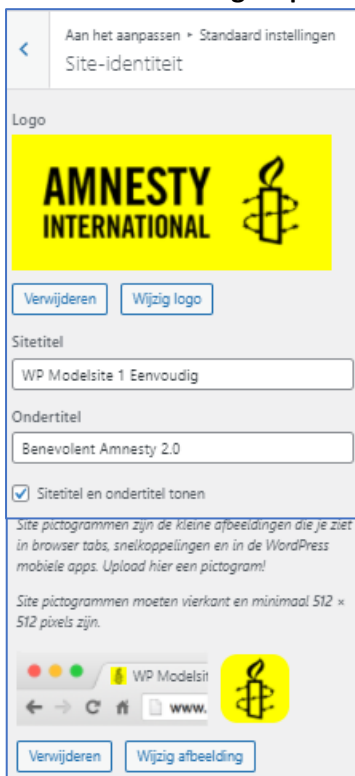 Aan het aanpassen ▸ Standaard instellingen
Site-identiteit
Logo
AMNESTY
INTERNATIONAL
Verwijderen Wijzig logo
Sitetitel
WP Modelsite 1 Eenvoudig
Ondertitel
Benevolent Amnesty 2.0
Sitetitel en ondertitel tonen
Site pictogrammen zijn de kleine afbeeldingen die je ziet
in browser tabs, snelkoppelingen en in de WordPress
mobiele apps. Upload hier een pictogram!
Site pictogrammen moeten vierkant en minimaal 512 ×
512 pixels zijn.
WP Modelsit
www.
Verwijderen Wijzig afbeelding